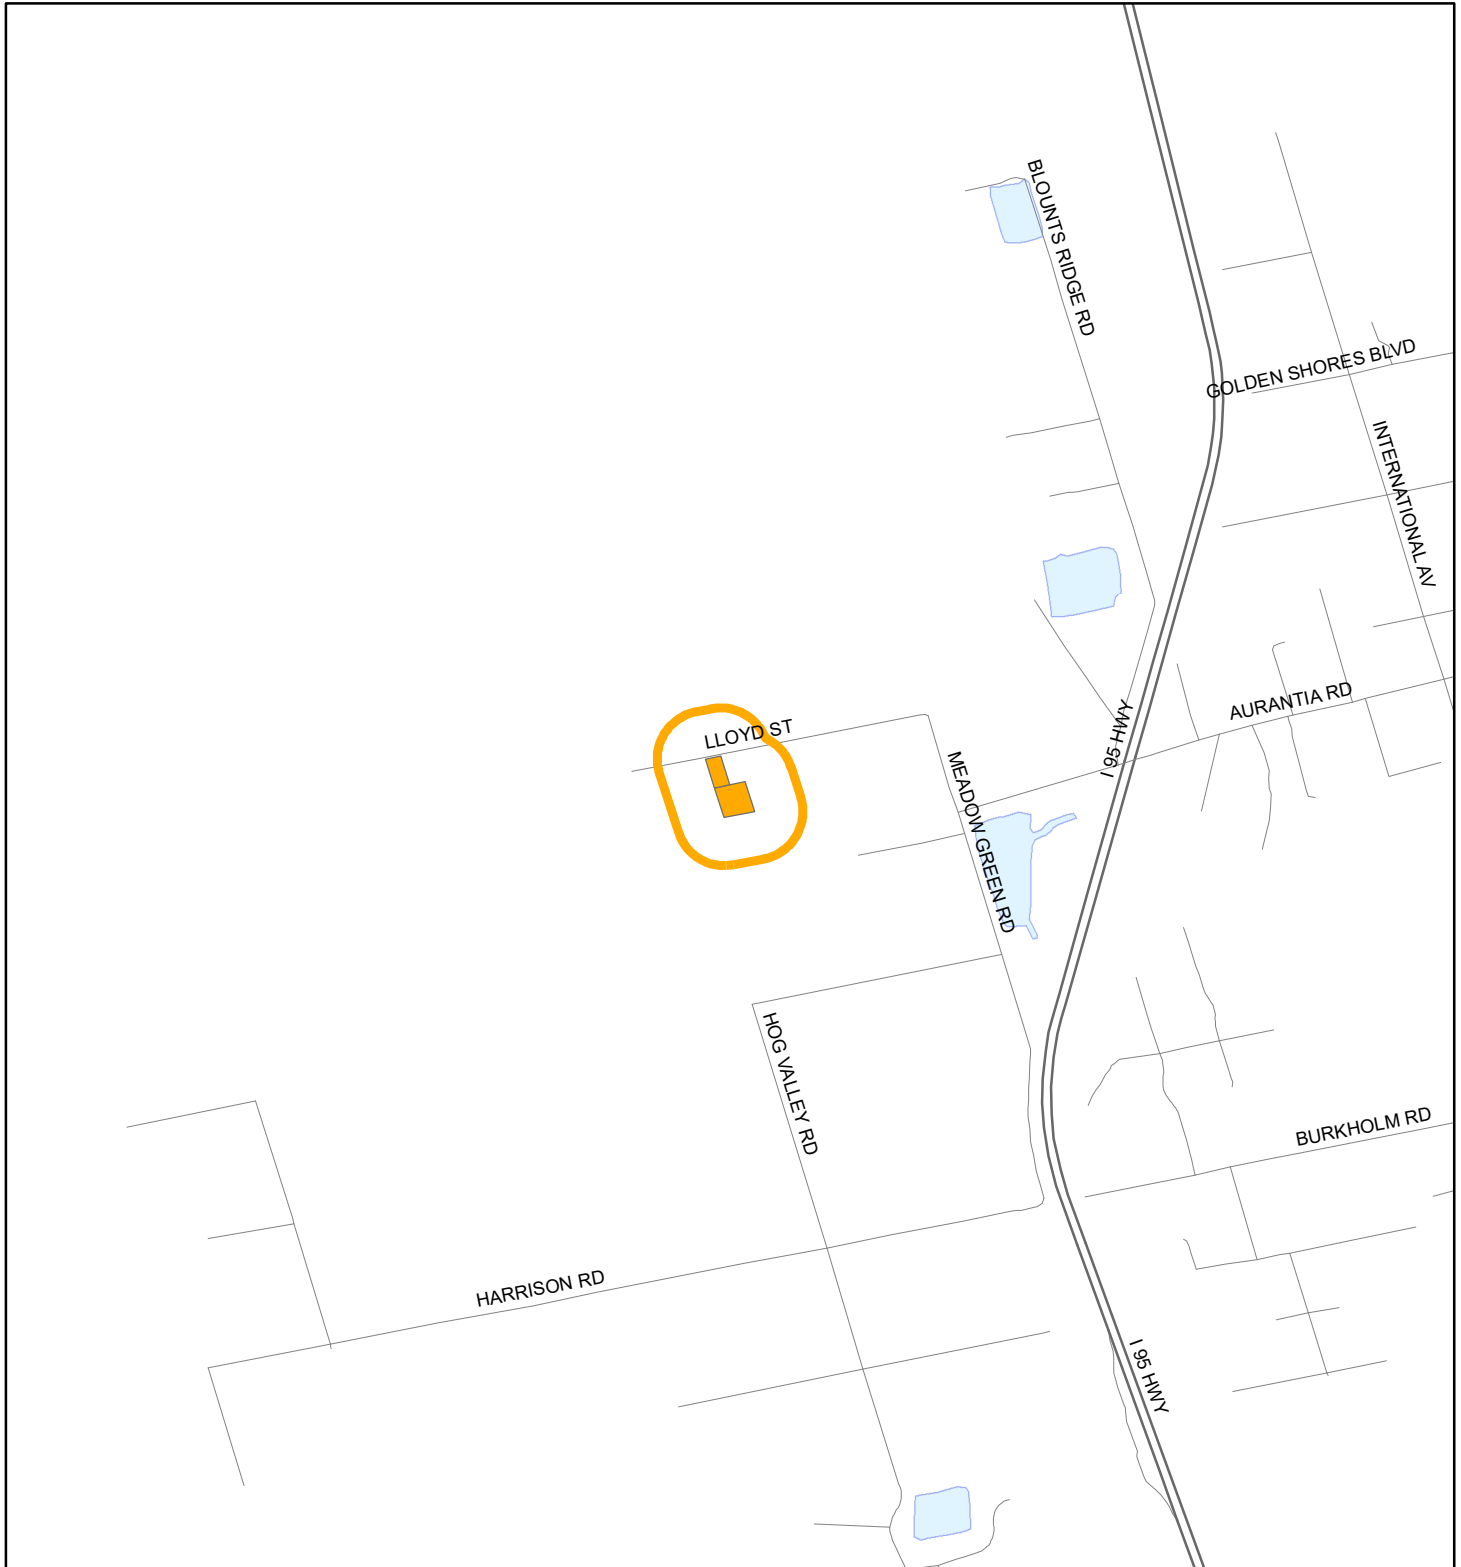 BLOUNTS RIDGE RD
GOLDEN SHORES BLVD
INTERNATIONAL AV
AURANTIA RD
I 95 HWY
LLOYD ST
MEADOW GREEN RD
HOG VALLEY RD
BURKHOLM RD
HARRISON RD
I 95 HWY